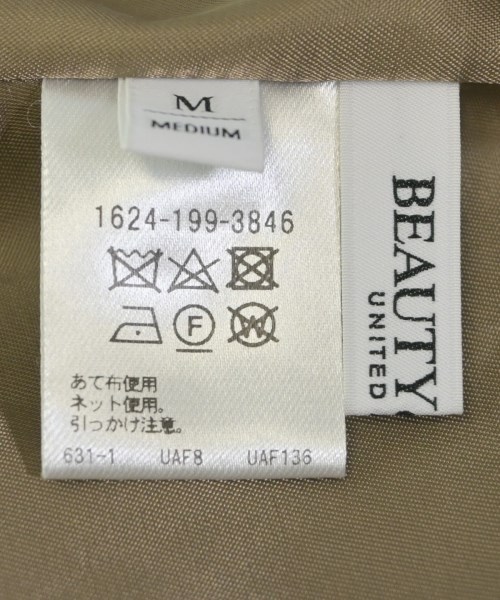 M
MEDIUM
1624-199-3846
F
W
あて布使用
ネット使用。
引っかけ注意。
631-1 UAF8 UAF136
BEAUTY
UNITED